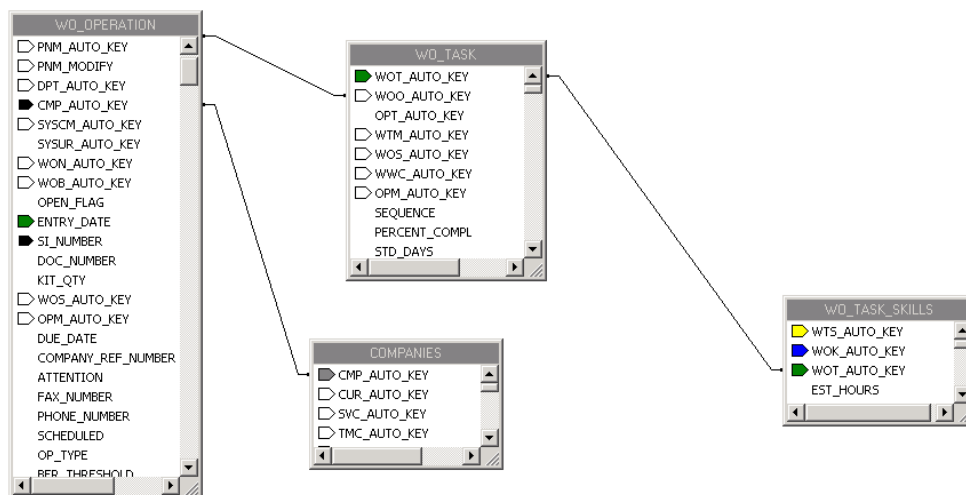 WO_OPERATION
PNM_AUTO_KEY
PNM_MODIFY
DPT_AUTO_KEY
CMP_AUTO_KEY
SYSCM_AUTO_KEY
SYSUR_AUTO_KEY
WON_AUTO_KEY
WOB_AUTO_KEY
OPEN_FLAG
ENTRY_DATE
SI_NUMBER
DOC_NUMBER
KIT_QTY
WOS_AUTO_KEY
OPM_AUTO_KEY
DUE_DATE
COMPANY_REF_NUMBER
ATTENTION
FAX_NUMBER
PHONE_NUMBER
SCHEDULED
OP_TYPE
BER_THRESHOLD
WO_TASK
WOT_AUTO_KEY
WOO_AUTO_KEY
OPT_AUTO_KEY
WTM_AUTO_KEY
WOS_AUTO_KEY
WWC_AUTO_KEY
OPM_AUTO_KEY
SEQUENCE
PERCENT_COMPL
STD_DAYS
COMPANIES
CMP_AUTO_KEY
CUR_AUTO_KEY
SVC_AUTO_KEY
TMC_AUTO_KEY
WO_TASK_SKILLS
WTS_AUTO_KEY
WOK_AUTO_KEY
WOT_AUTO_KEY
EST_HOURS